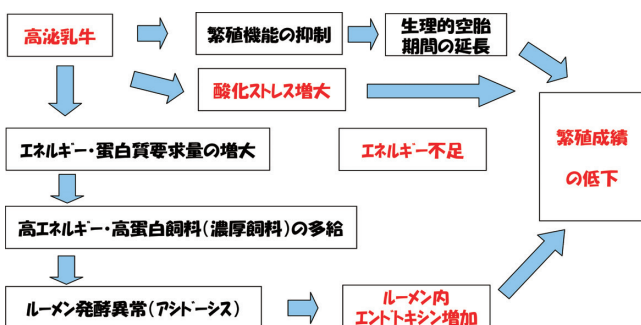 高泌乳牛
繁殖機能の抑制
生理的空胎
期間の延長
酸化ストレス増大
エネルギー・蛋白質要求量の増大
エネルギー不足
繁殖成績
の低下
高エネルギー・高蛋白飼料(濃厚飼料)の多給
ルーメン発酵異常(アシドーシス)
ルーメン内
エンドトキシン増加